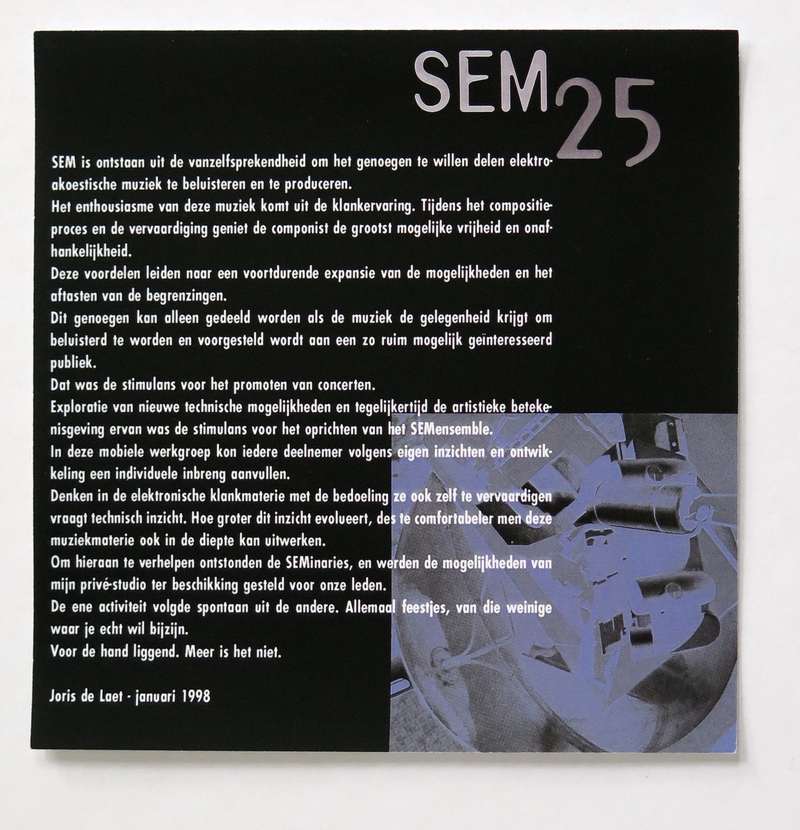 SEM 25
SEM is ontstaan uit de vanzelfsprekendheid om het genoegen te willen delen elektro-
akoestische muziek te beluisteren en te produceren.
Het enthousiasme van deze muziek komt uit de klankervaring. Tijdens het compositie-
proces en de vervaardiging geniet de componist de grootst mogelijke vrijheid en onaf-
hankelijkheid.
Deze voordelen leiden naar een voortdurende expansie van de mogelijkheden en het
aftasten van de begrenzingen.
Dit genoegen kan alleen gedeeld worden als de muziek de gelegenheid krijgt om
beluisterd te worden en voorgesteld wordt aan een zo ruim mogelijk geïnteresseerd
publiek.
Dat was de stimulans voor het promoten van concerten.
Exploratie van nieuwe technische mogelijkheden en tegelijkertijd de artistieke beteke-
nisgeving ervan was de stimulans voor het oprichten van het SEMensemble.
In deze mobiele werkgroep kon iedere deelnemer volgens eigen inzichten en ontwik-
keling een individuele inbreng aanvullen.
Denken in de elektronische klankmaterie met de bedoeling ze ook zelf te vervaardigen
vraagt technisch inzicht. Hoe groter dit inzicht evolueert, des te comfortabeler men deze
muziekmaterie ook in de diepte kan uitwerken.
Om hieraan te verhelpen ontstonden de SEMinaries, en werden de mogelijkheden van
mijn privé-studio ter beschikking gesteld voor onze leden.
De ene activiteit volgde spontaan uit de andere. Allemaal feestjes, van die weinige
waar je echt wil bijzijn.
Voor de hand liggend. Meer is het niet.
Joris de Laet - januari 1998